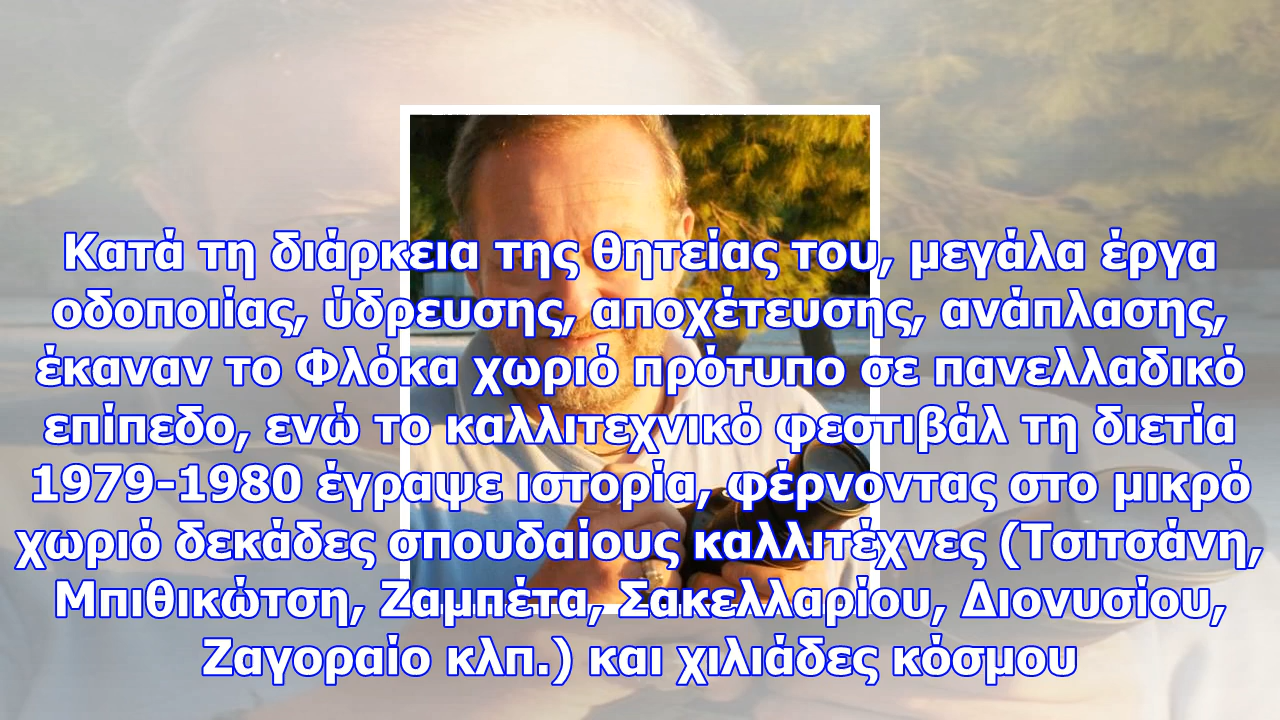 Κατά τη διάρκεια της θητείας του, μεγάλα έργα
οδοποιίας, ύδρευσης, αποχέτευσης, ανάπλασης,
έκαναν το Φλόκα χωριό πρότυπο σε πανελλαδικό
επίπεδο, ενώ το καλλιτεχνικό φεστιβάλ τη διετία
1979-1980 έγραψε ιστορία, φέρνοντας στο μικρό
χωριό δεκάδες σπουδαίους καλλιτέχνες (Τσιτσάνη,
Μπιθικώτση, Ζαμπέτα, Σακελλαρίου, Διονυσίου,
Ζαγοραίο κλπ.) και χιλιάδες κόσμου